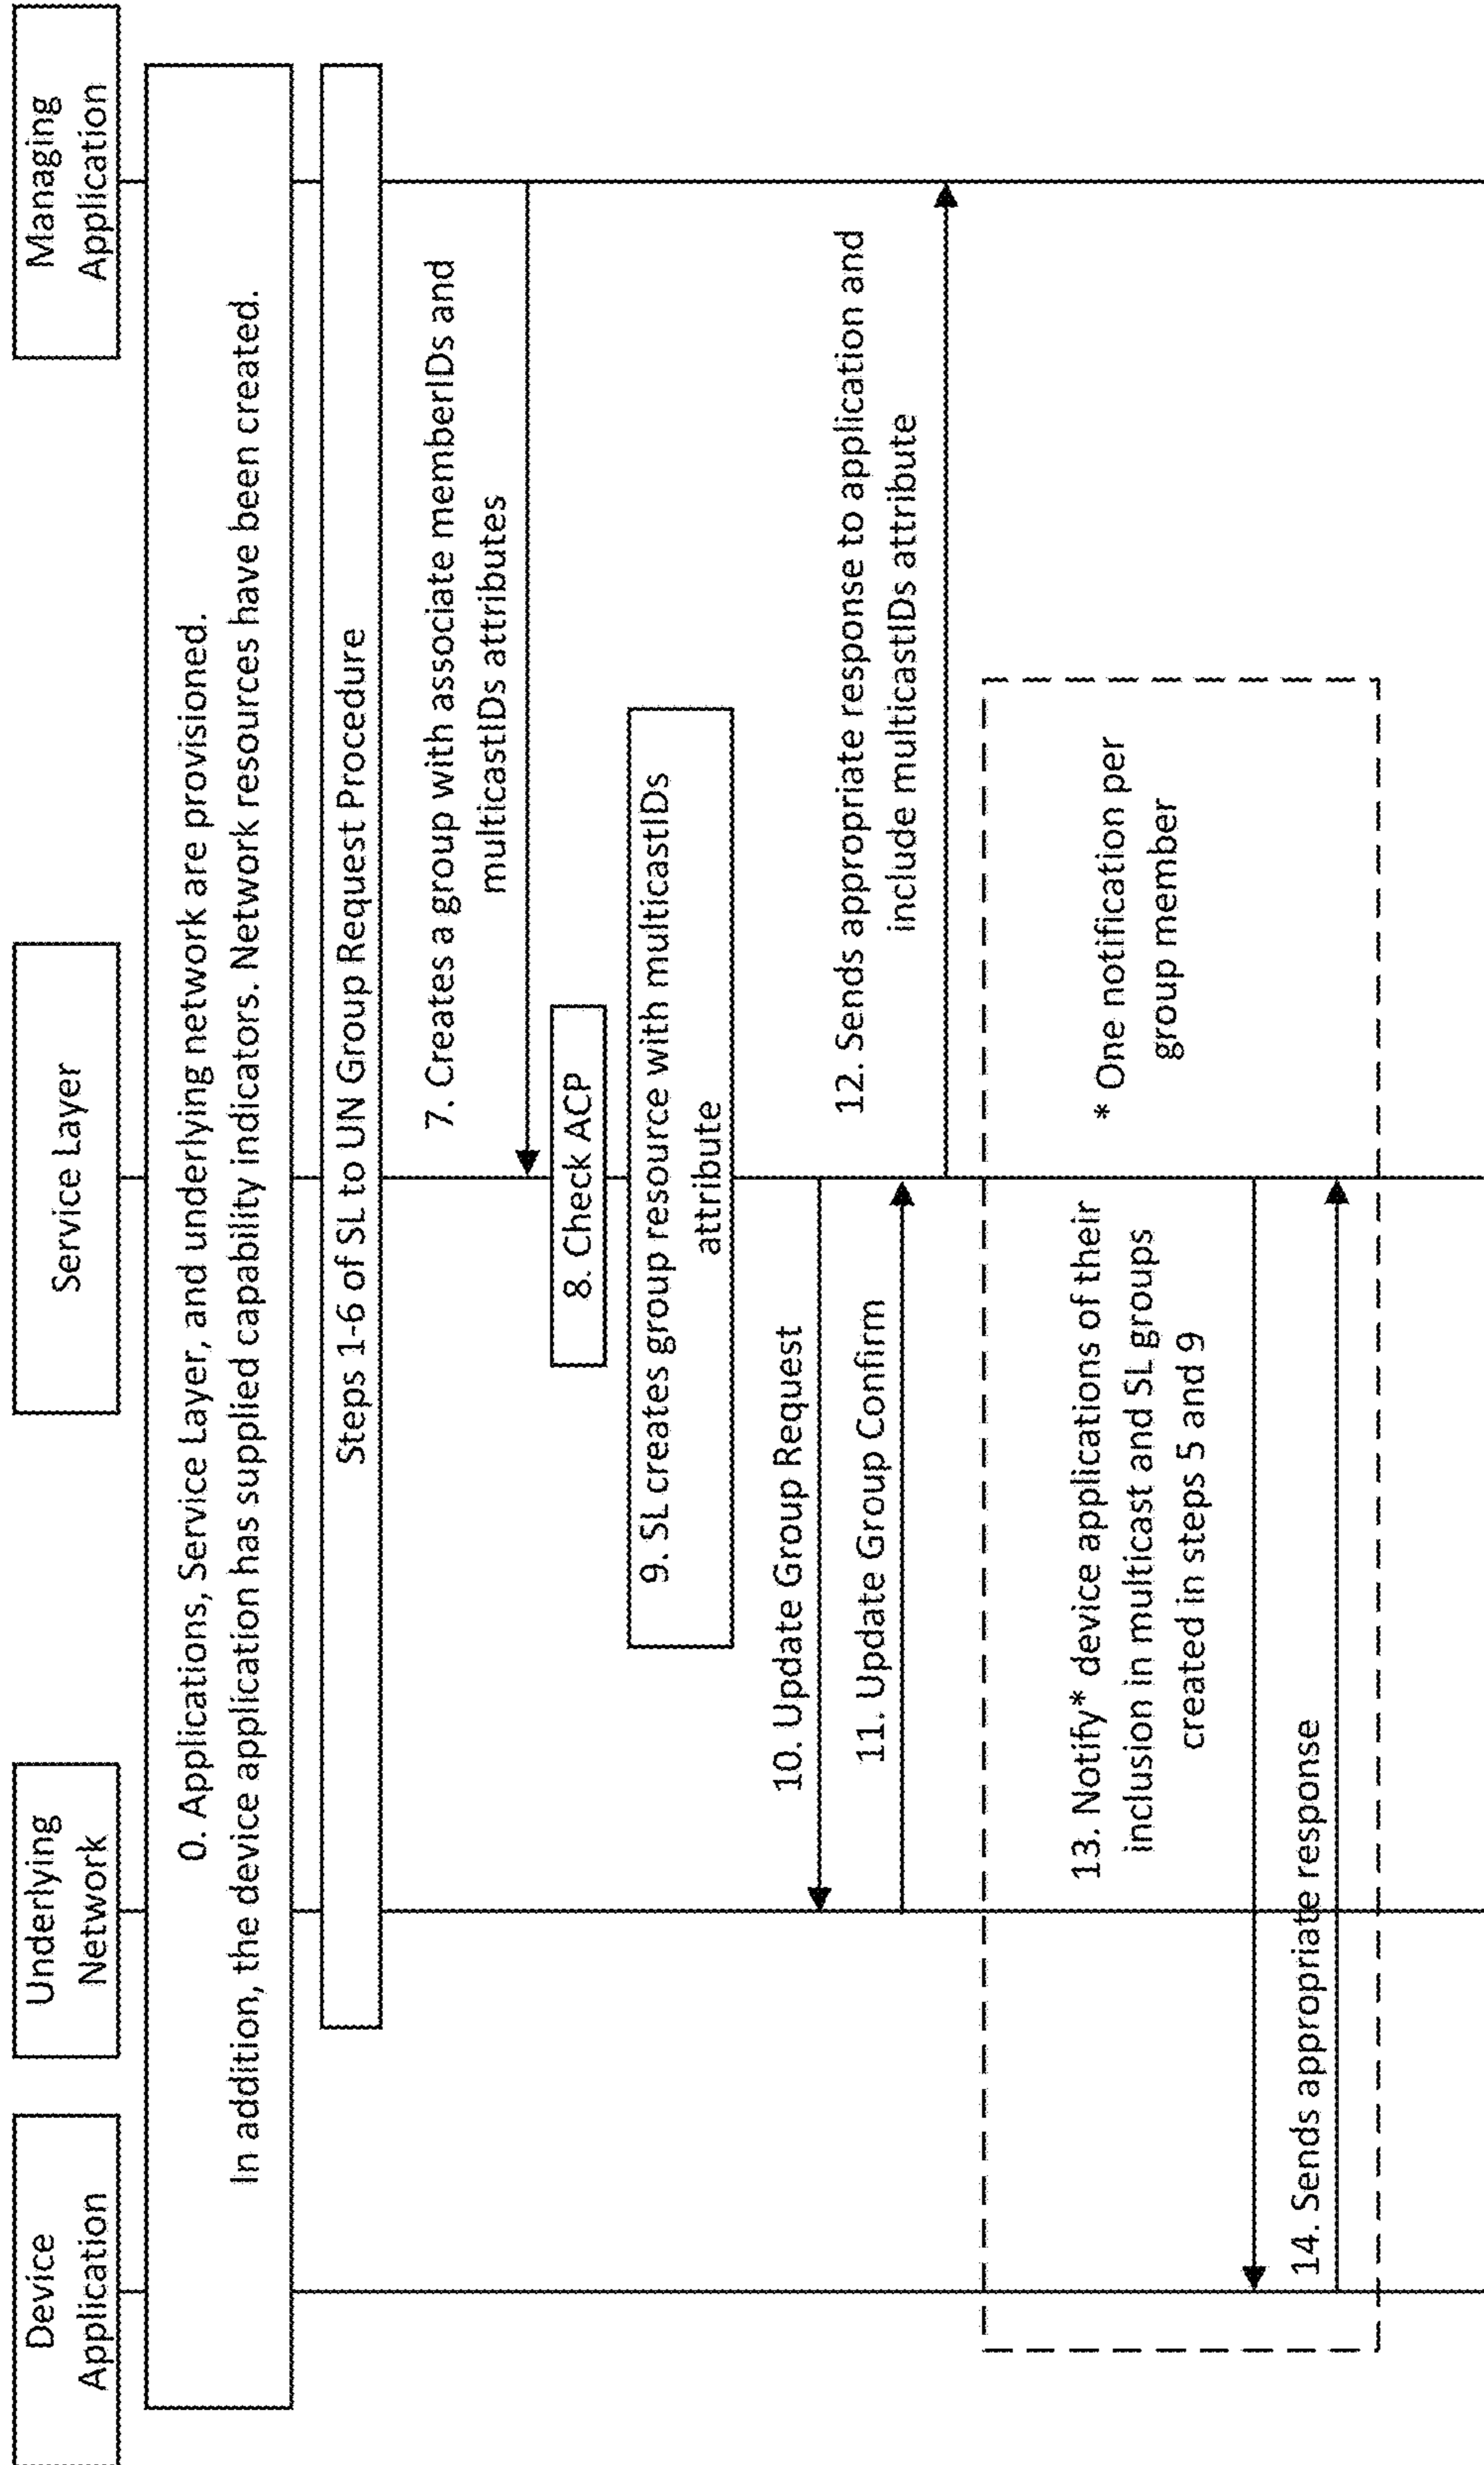 Device
Application
Underlying
Network
Service Layer
Managing
Application
0. Applications, Service Layer, and underlying network are provisioned.
In addition, the device application has supplied capability indicators. Network resources have been created.
Steps 1-6 of SL to UN Group Request Procedure
7. Creates a group with associate memberIDs and
multicastIDs attributes
8. Check ACP
9. SL creates group resource with multicastIDs
attribute
10. Update Group Request
11. Update Group Confirm
12. Sends appropriate response to application and
include multicastIDs attribute
13. Notify* device applications of their
inclusion in multicast and SL groups
created in steps 5 and 9
* One notification per
group member
14. Sends appropriate response